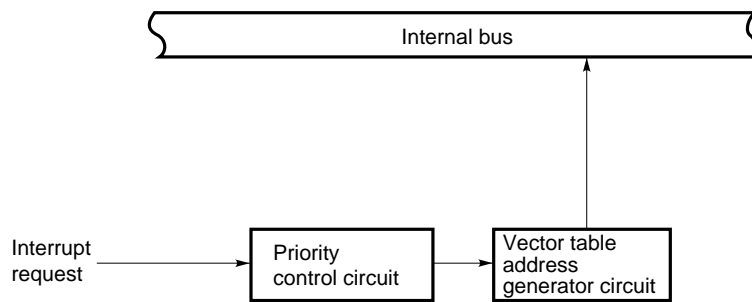 Internal bus
Interrupt
request
Priority
control circuit
Vector table
address
generator circuit